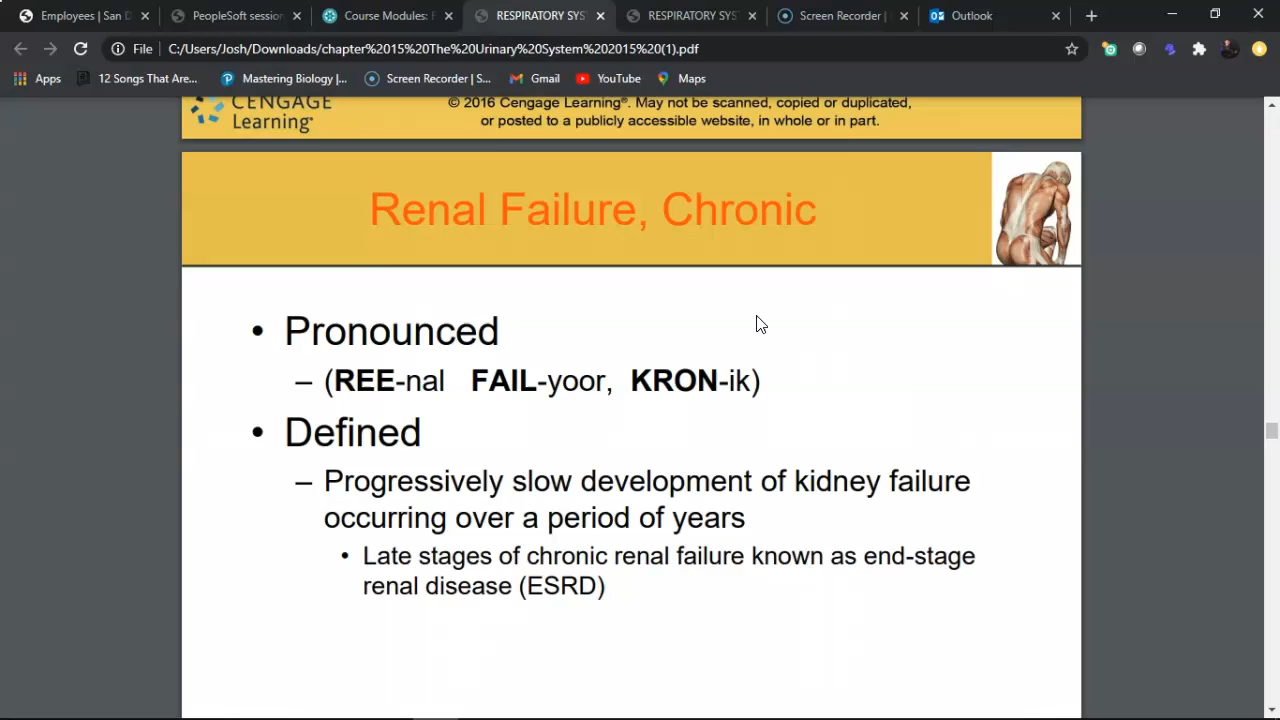 Employees | San D
PeopleSoft session
Course Modules: F
RESPIRATORY SYS
RESPIRATORY SYS
Screen Recorder |
Outlook
File C:/Users/Josh/Downloads/chapter%2015%20The%20Urinary%20System%202015%20(1).pdf
Apps
12 Songs That Are...
Mastering Biology |...
Screen Recorder | S...
Gmail
YouTube
Maps
CENGAGE
Learning®
© 2016 Cengage Learning®. May not be scanned, copied or duplicated,
or posted to a publicly accessible website, in whole or in part.
Renal Failure, Chronic
• Pronounced
– (REE-nal FAIL-yoor, KRON-ik)
• Defined
– Progressively slow development of kidney failure
occurring over a period of years
• Late stages of chronic renal failure known as end-stage
renal disease (ESRD)